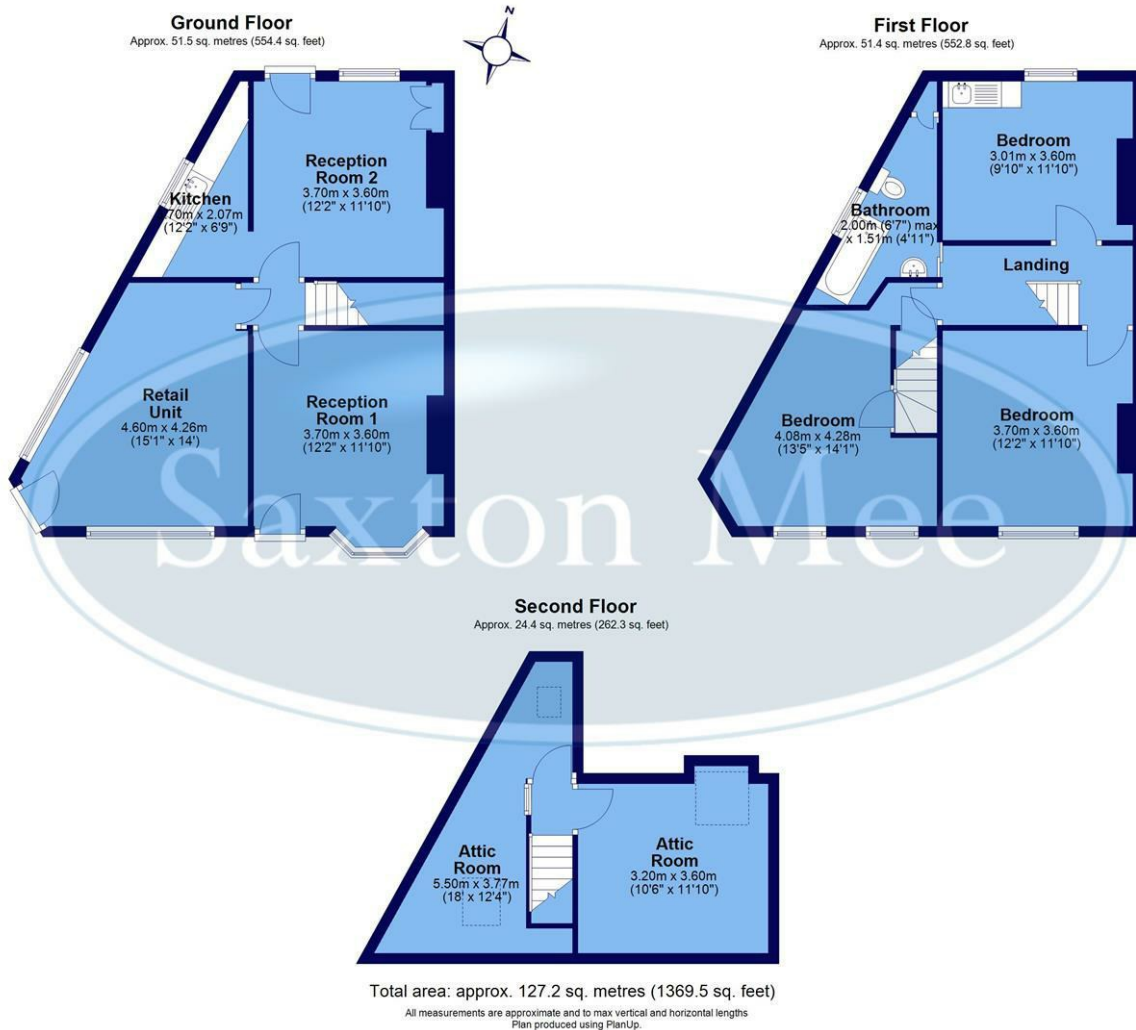 Ground Floor
Approx. 51.5 sq. metres (554.4 sq. feet)
N
Reception
Room 2
3.70m x 3.60m
(12'2" x 11'10")
Kitchen
70m x 2.07m
(12'2" x 6'9")
Retail
Unit
4.60m x 4.26m
(15'1" x 14')
Reception
Room 1
3.70m x 3.60m
(12'2" x 11'10")
First Floor
Approx. 51.4 sq. metres (552.8 sq. feet)
Bedroom
3.01m x 3.60m
(9'10" x 11'10")
Bathroom
2.00m (6'7") max
x 1.51m (4'11")
Landing
Bedroom
4.08m x 4.28m
(13'5" x 14'1")
Bedroom
3.70m x 3.60m
(12'2" x 11'10")
Saxton Mee
Second Floor
Approx. 24.4 sq. metres (262.3 sq. feet)
Attic
Room
5.50m x 3.77m
(18' x 12'4")
Attic
Room
3.20m x 3.60m
(10'6" x 11'10")
Total area: approx. 127.2 sq. metres (1369.5 sq. feet)
All measurements are approximate and to max vertical and horizontal lengths
Plan produced using PlanUp.